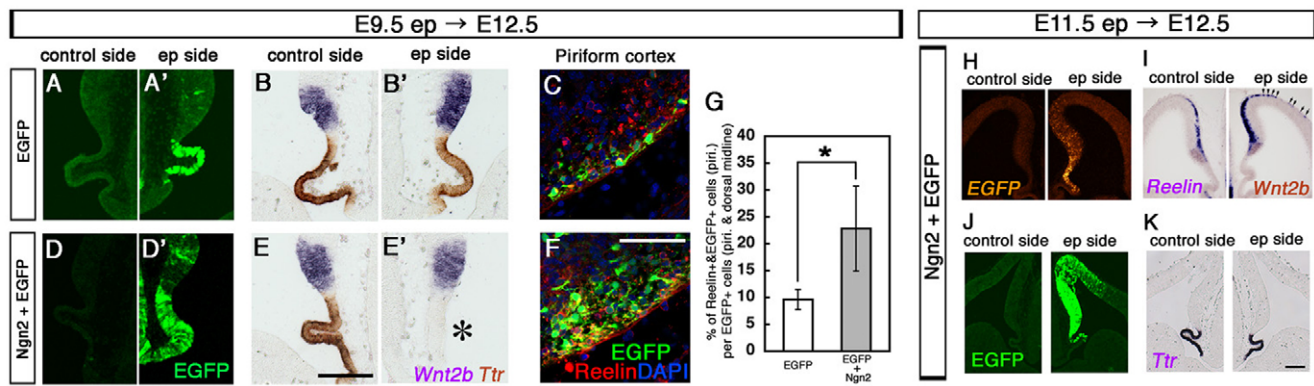 E9.5 ep → E12.5
E11.5 ep → E12.5
control side
ep side
control side
ep side
Piriform cortex
EGFP
A
A'
B
B'
C
G
% of Reelin+&EGFP+ cells (piri.)
per EGFP+ cells (piri. & dorsal midline)
40
35
30
25
20
15
10
5
0
*
EGFP
EGFP
+
Ngn2
Ngn2 + EGFP
D
D'
EGFP
E
E'
*
Wnt2b Ttr
F
EGFP
ReelinDAPI
Ngn2 + EGFP
H
control side
ep side
EGFP
I
control side
ep side
Reelin
Wnt2b
J
control side
ep side
EGFP
K
control side
ep side
Ttr